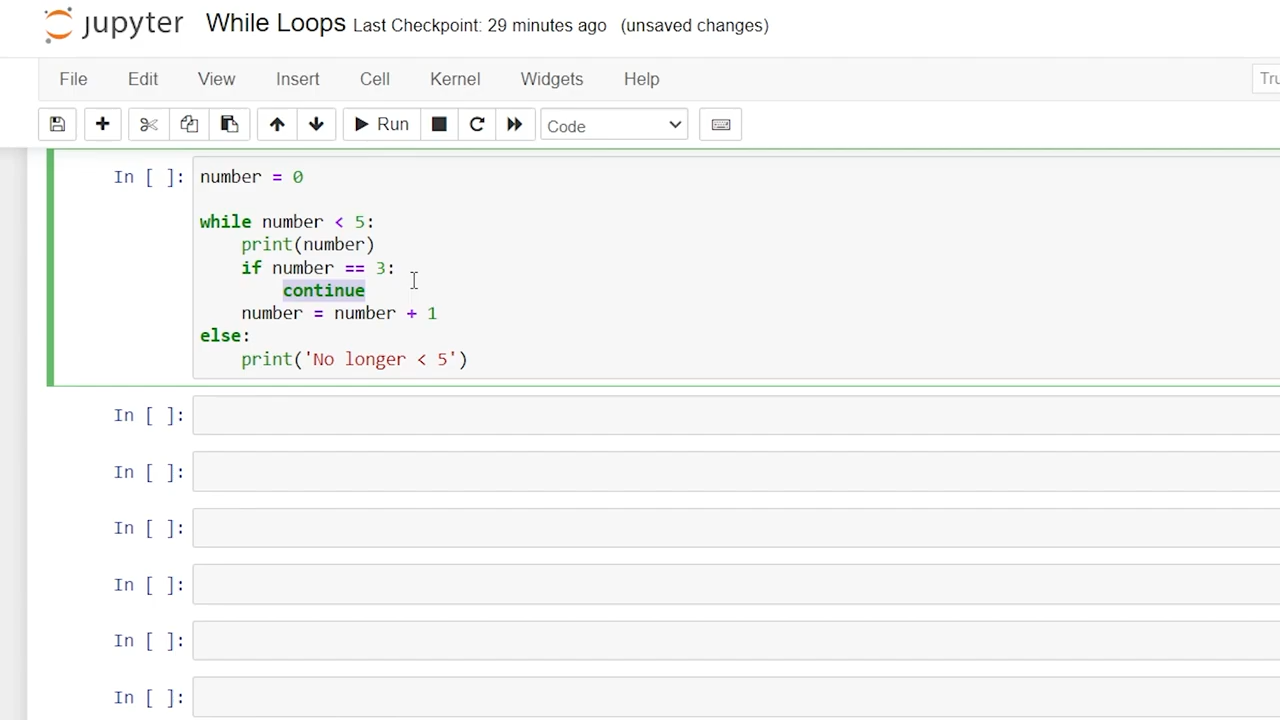 jupyter While Loops Last Checkpoint: 29 minutes ago (unsaved changes)
File Edit View Insert Cell Kernel Widgets Help
Run Code
In [ ]: number = 0
while number < 5:
    print(number)
    if number == 3:
        continue
    number = number + 1
else:
    print('No longer < 5')
In [ ]:
In [ ]:
In [ ]:
In [ ]:
In [ ]:
In [ ]: